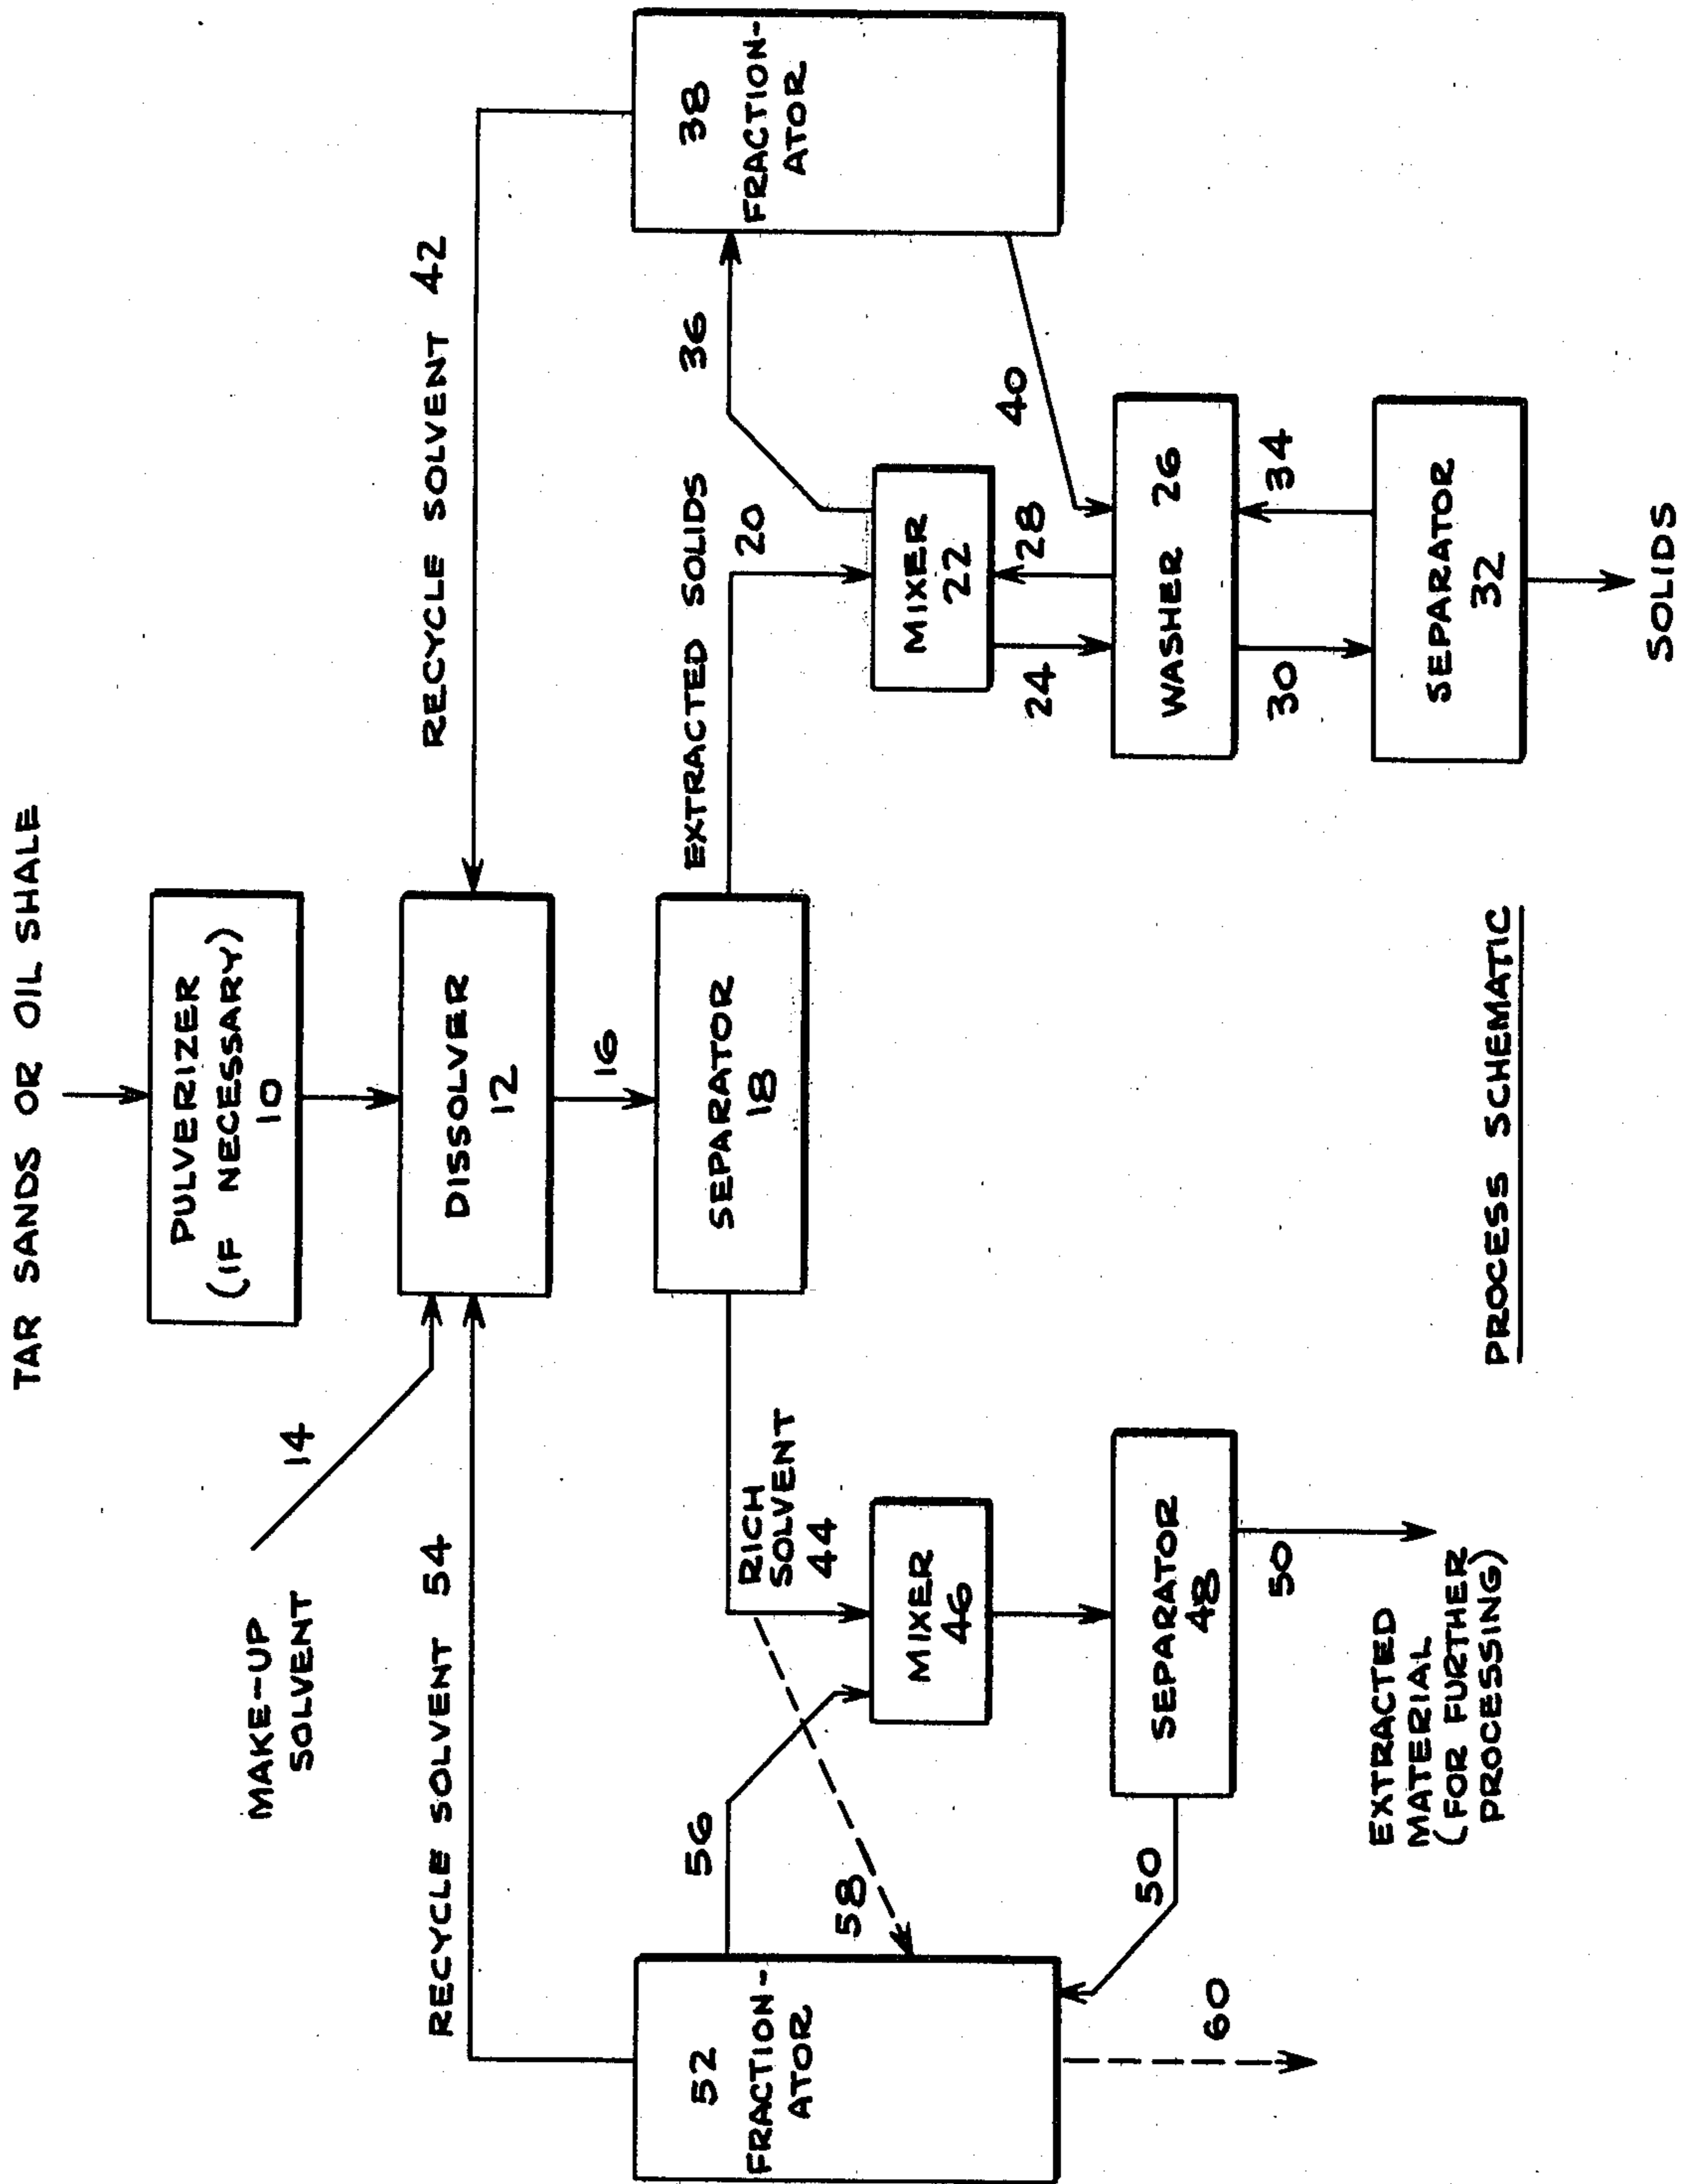 TAR SANDS OR OIL SHALE
PULVERIZER
(IF NECESSARY)
10
MAKE-UP
SOLVENT
14
DISSOLVER
12
RECYCLE SOLVENT 54
RECYCLE SOLVENT 42
16
SEPARATOR
18
52
FRACTION-
ATOR
56
58
RICH
SOLVENT
44
EXTRACTED SOLIDS
20
36
38
FRACTION-
ATOR
MIXER
46
MIXER
22
24
28
40
SEPARATOR
48
WASHER 26
50
50
60
30
34
SEPARATOR
32
EXTRACTED
MATERIAL
(FOR FURTHER
PROCESSING)
SOLIDS
PROCESS SCHEMATIC